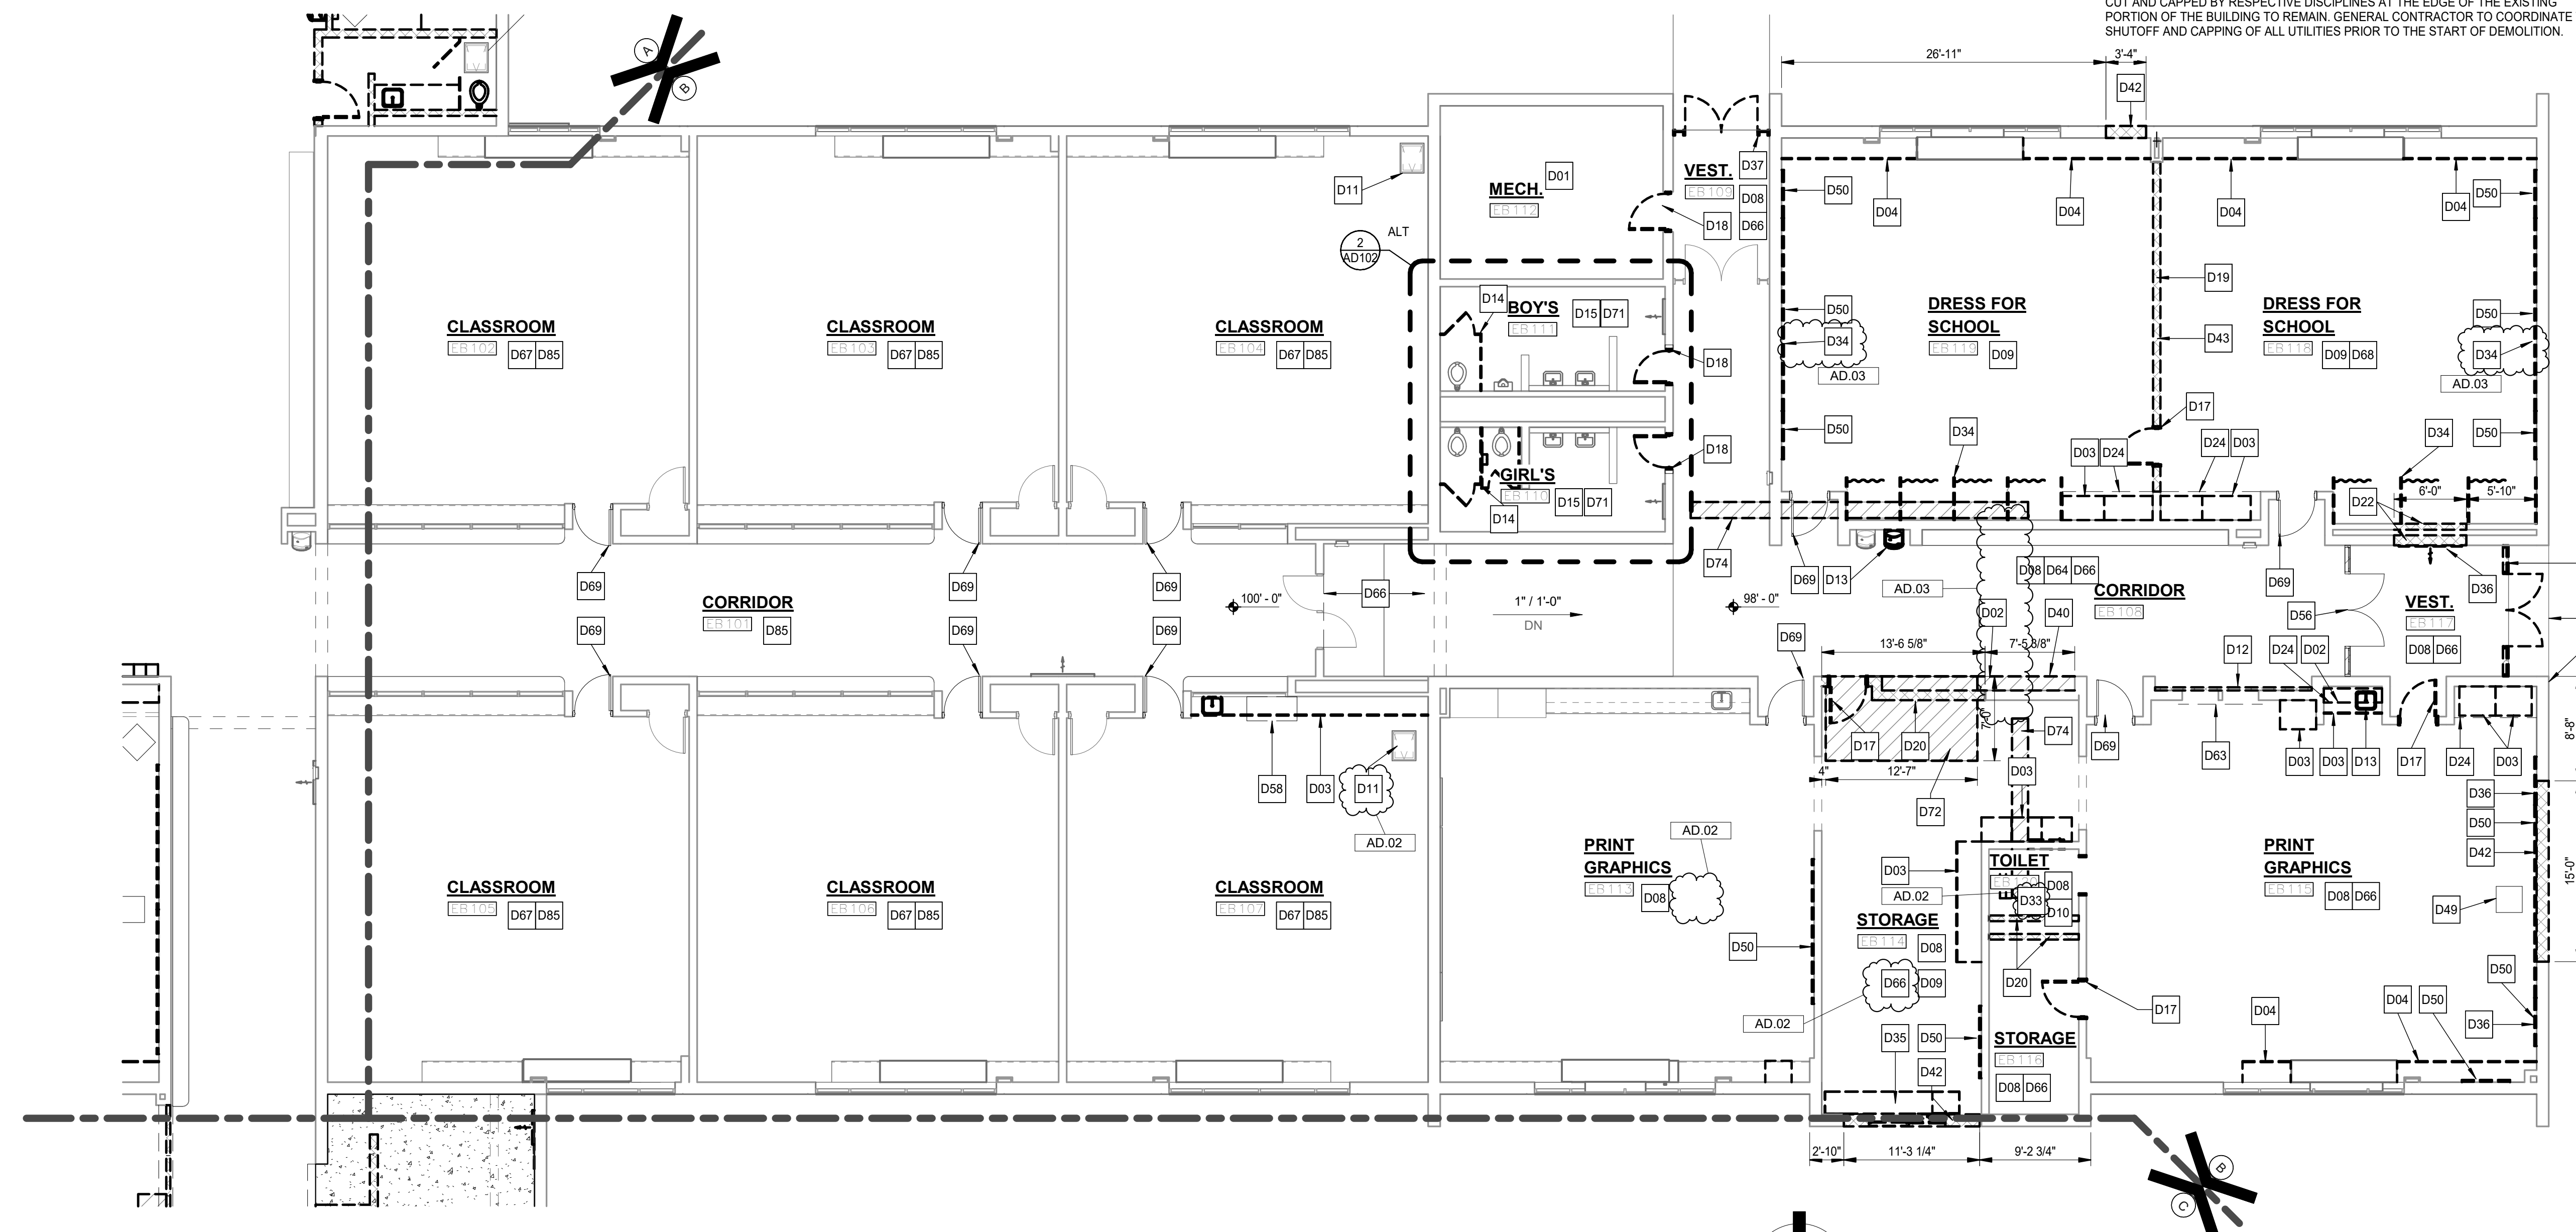 CUT AND CAPPED BY RESPECTIVE DISCIPLINES AT THE EDGE OF THE EXISTING
PORTION OF THE BUILDING TO REMAIN. GENERAL CONTRACTOR TO COORDINATE
SHUTOFF AND CAPPING OF ALL UTILITIES PRIOR TO THE START OF DEMOLITION.
A
B
26'-11"
3'-4"
D42
D11
MECH.
EB112
D01
VEST.
EB109
D37
D08
D66
D18
2
AD102
ALT
D50
D04
D04
D04
D04
D50
CLASSROOM
EB102
D67
D85
CLASSROOM
EB103
D67
D85
CLASSROOM
EB104
D67
D85
D14
BOY'S
EB111
D15
D71
D18
D18
GIRL'S
EB110
D15
D71
D14
D50
D34
AD.03
D50
DRESS FOR
SCHOOL
EB119
D09
D19
D43
D17
DRESS FOR
SCHOOL
EB118
D09
D68
D50
D34
AD.03
D50
D34
D03
D24
D24
D03
D34
D22
6'-0"
5'-10"
D74
D69
D13
D69
D69
D69
CORRIDOR
EB101
D85
D69
D69
D69
100' - 0"
D66
1" / 1'-0"
DN
98' - 0"
AD.03
D08
D64
D66
CORRIDOR
EB108
D02
D40
D69
D36
D56
VEST.
EB117
D08
D66
D69
13'-6 5/8"
7'-5 3/8"
D12
D24
D02
D17
D20
7'-0"
D74
D69
D63
D03
D03
D13
D17
D24
D03
8'-8"
4"
12'-7"
D72
D03
D58
D03
D11
AD.02
D36
D50
D42
15'-0"
CLASSROOM
EB105
D67
D85
CLASSROOM
EB106
D67
D85
CLASSROOM
EB107
D67
D85
PRINT
GRAPHICS
EB113
D08
AD.02
D50
D03
AD.02
TOILET
D08
D33
D10
STORAGE
EB114
D08
D66
D09
AD.02
D20
D17
PRINT
GRAPHICS
EB115
D08
D66
D49
D50
D36
D35
D50
D42
STORAGE
EB116
D08
D66
D04
D04
D50
2'-10"
11'-3 1/4"
9'-2 3/4"
B
C